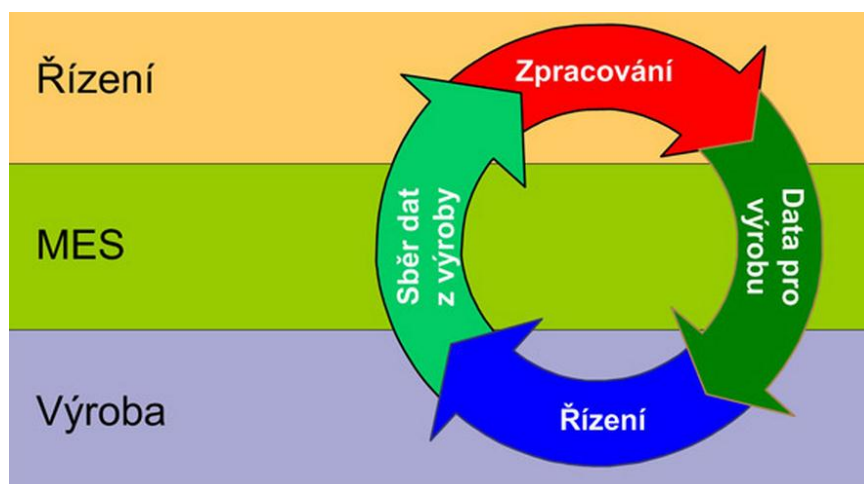 Řízení
MES
Výroba
Zpracování
Data pro
výrobu
Řízení
Sběr dat
z výroby